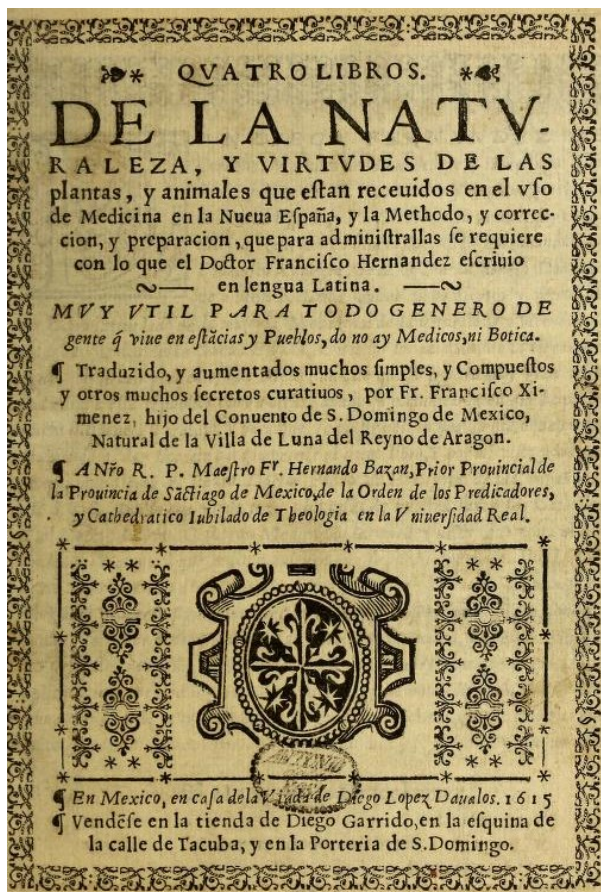 QVATRO LIBROS.
DE LA NATV-
RALEZA, Y VIRTVDES DE LAS
plantas, y animales que eſtan receuidos en el vſo
de Medicina en la Nueua Eſpaña, y la Methodo, y correc-
cion, y preparacion, que para adminiſtrallas ſe requiere
con lo que el Doctor Franciſco Hernandez eſcriuio
en lengua Latina.
MVY VTIL PARA TODO GENERO DE
gente q̃ viue en eſtãcias y Pueblos, do no ay Medicos, ni Botica.
¶ Traduzido, y aumentados muchos ſimples, y Compueſtos
y otros muchos ſecretos curatiuos, por Fr. Franciſco Xi-
menez, hijo del Conuento de S. Domingo de Mexico,
Natural de la Villa de Luna del Reyno de Aragon.
¶ A Nr̃o R. P. Maeſtro Fr. Hernando Bazan, Prior Prouincial de
la Prouincia de Sãctiago de Mexico, de la Orden de los Predicadores,
y Cathedratico Iubilado de Theologia en la Vniuerſidad Real.
¶ En Mexico, en caſa de la Viuda de Diego Lopez Daualos. 1615
¶ Vendẽſe en la tienda de Diego Garrido, en la eſquina de
la calle de Tacuba, y en la Porteria de S. Domingo.